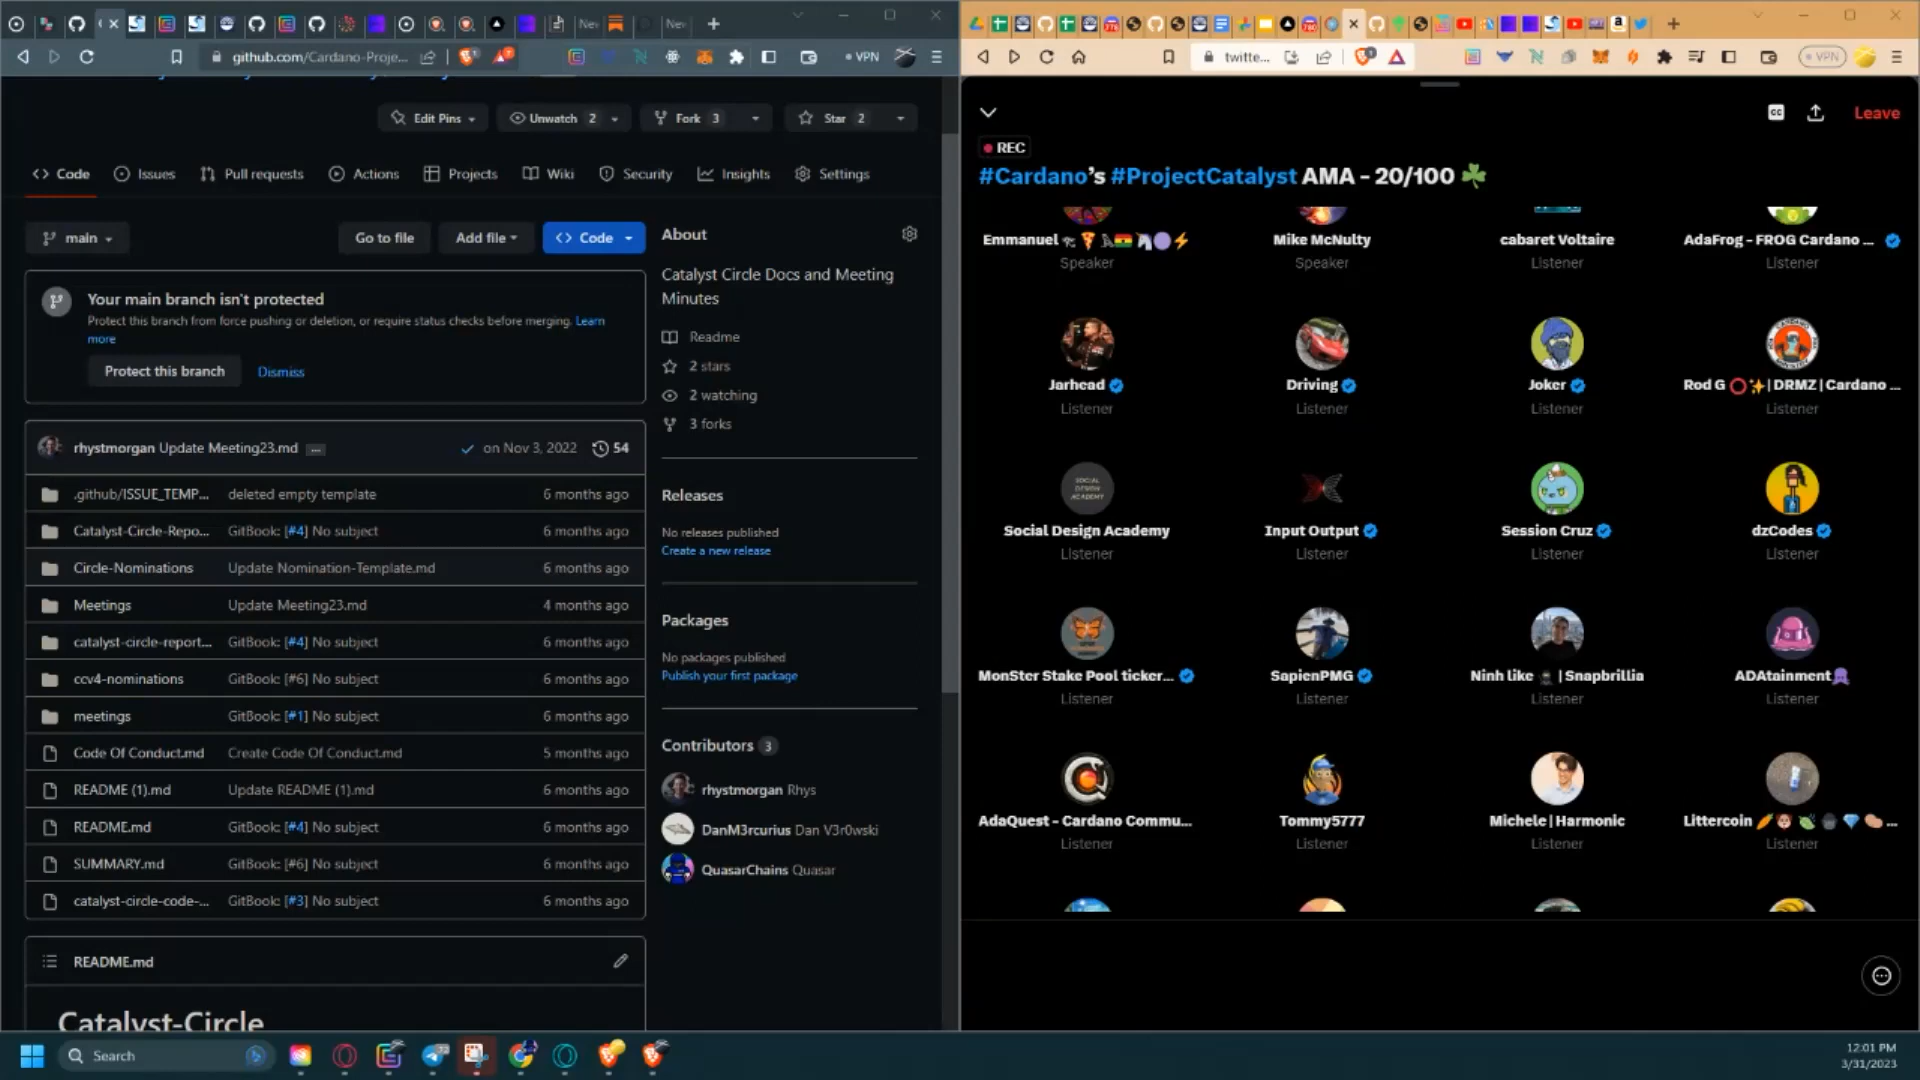 github.com/Cardano-Proje...
VPN
Edit Pins
Unwatch 2
Fork 3
Star 2
Code
Issues
Pull requests
Actions
Projects
Wiki
Security
Insights
Settings
main
Go to file
Add file
Code
Your main branch isn't protected
Protect this branch from force pushing or deletion, or require status checks before merging. Learn
more
Protect this branch
Dismiss
rhystmorgan Update Meeting23.md ...
on Nov 3, 2022
54
.github/ISSUE_TEMP... deleted empty template 6 months ago
Catalyst-Circle-Repo... GitBook: [#4] No subject 6 months ago
Circle-Nominations Update Nomination-Template.md 6 months ago
Meetings Update Meeting23.md 4 months ago
catalyst-circle-report... GitBook: [#4] No subject 6 months ago
ccv4-nominations GitBook: [#6] No subject 6 months ago
meetings GitBook: [#1] No subject 6 months ago
Code Of Conduct.md Create Code Of Conduct.md 5 months ago
README (1).md Update README (1).md 6 months ago
README.md GitBook: [#4] No subject 6 months ago
SUMMARY.md GitBook: [#6] No subject 6 months ago
catalyst-circle-code-... GitBook: [#3] No subject 6 months ago
README.md
Catalyst-Circle
About
Catalyst Circle Docs and Meeting
Minutes
Readme
2 stars
2 watching
3 forks
Releases
No releases published
Create a new release
Packages
No packages published
Publish your first package
Contributors 3
rhystmorgan Rhys
DanM3rcurius Dan V3r0wski
QuasarChains Quasar
twitte...
VPN
CC
Leave
REC
#Cardano's #ProjectCatalyst AMA - 20/100 ☘️
Emmanuel
Speaker
Mike McNulty
Speaker
cabaret Voltaire
Listener
AdaFrog - FROG Cardano ...
Listener
Jarhead
Listener
Driving
Listener
Joker
Listener
Rod G ⭕✨| DRMZ | Cardano ...
Listener
SOCIAL
DESIGN
ACADEMY
Social Design Academy
Listener
Input Output
Listener
Session Cruz
Listener
dzCodes
Listener
MonSter Stake Pool ticker...
Listener
SapienPMG
Listener
Ninh like | Snapbrillia
Listener
ADAtainment
Listener
AdaQuest - Cardano Commu...
Listener
Tommy5777
Listener
Michele | Harmonic
Listener
Littercoin
Listener
Search
12:01 PM
3/31/2023